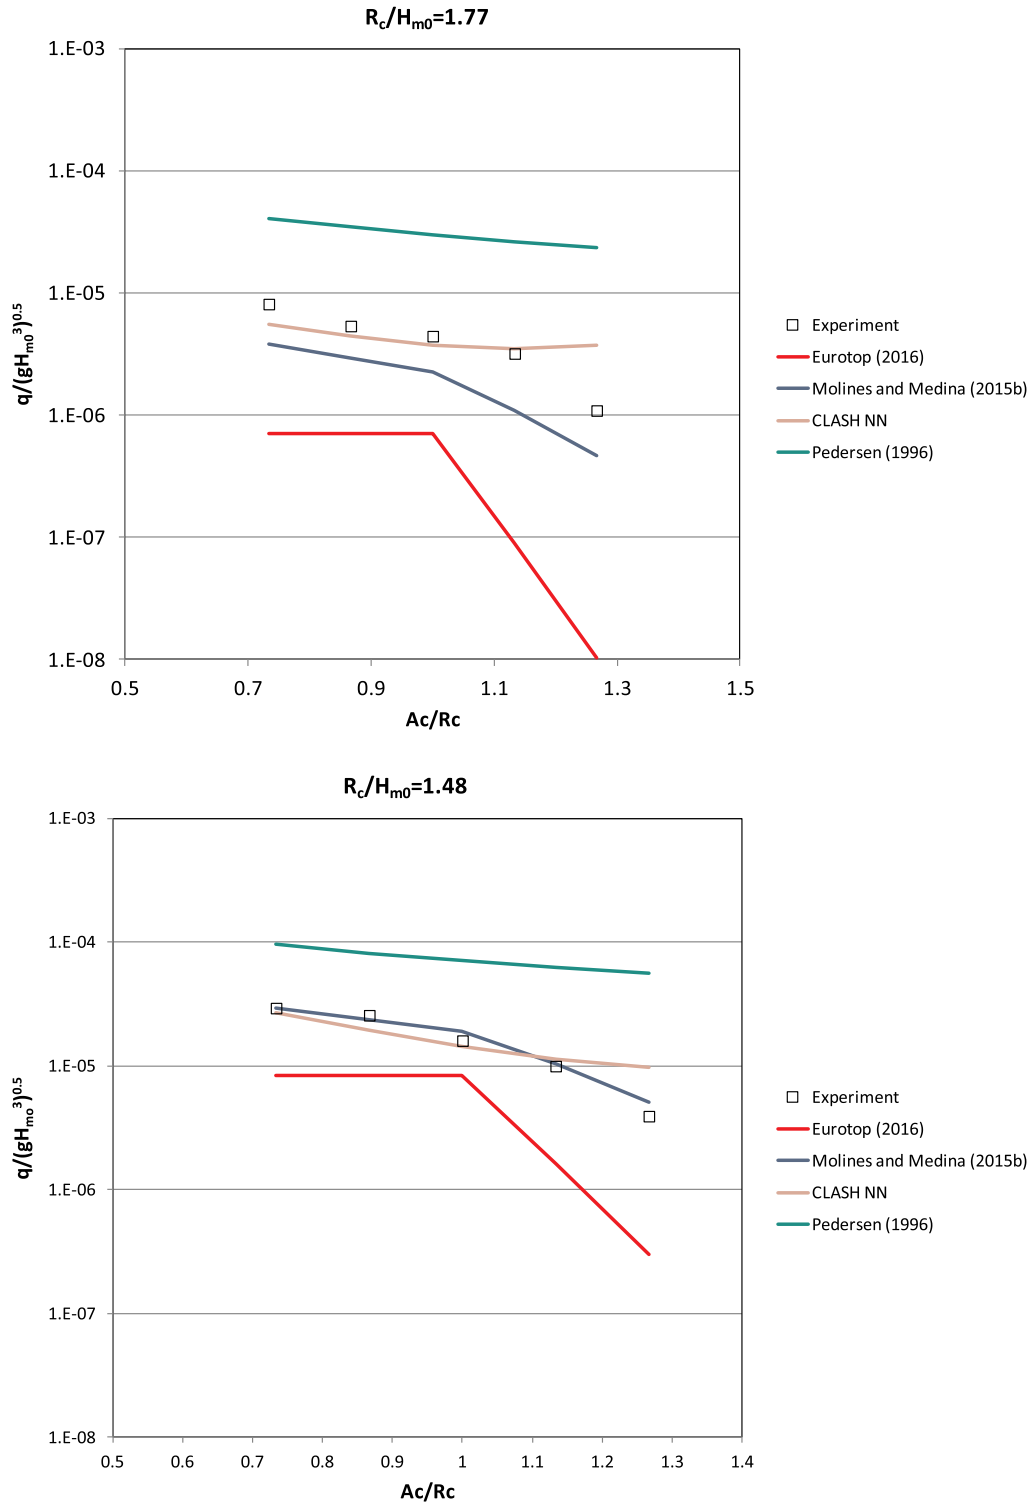 Rc/Hm0=1.77
1.E-03
1.E-04
1.E-05
1.E-06
1.E-07
1.E-08
q/(gHm0^3)^0.5
0.5 0.7 0.9 1.1 1.3 1.5
Ac/Rc
Experiment
Eurotop (2016)
Molines and Medina (2015b)
CLASH NN
Pedersen (1996)
Rc/Hm0=1.48
1.E-03
1.E-04
1.E-05
1.E-06
1.E-07
1.E-08
q/(gHmo^3)^0.5
0.5 0.6 0.7 0.8 0.9 1 1.1 1.2 1.3 1.4
Ac/Rc
Experiment
Eurotop (2016)
Molines and Medina (2015b)
CLASH NN
Pedersen (1996)